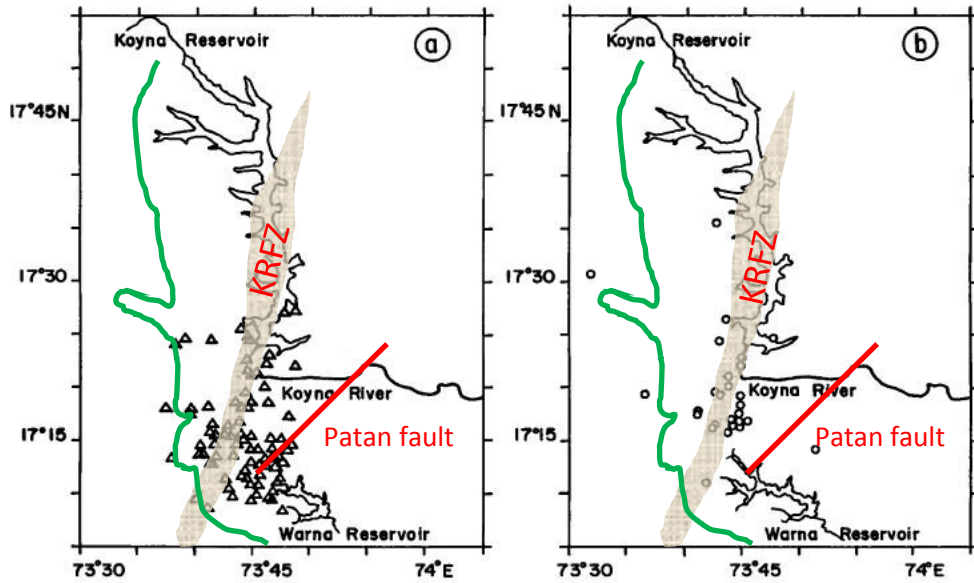 Koyna Reservoir
a
17°45N
KRFZ
17°30
Koyna River
17°15
Patan fault
Warna Reservoir
73°30
73°45
74°E
Koyna Reservoir
b
17°45N
KRFZ
17°30
Koyna River
17°15
Patan fault
Warna Reservoir
73°30
73°45
74°E